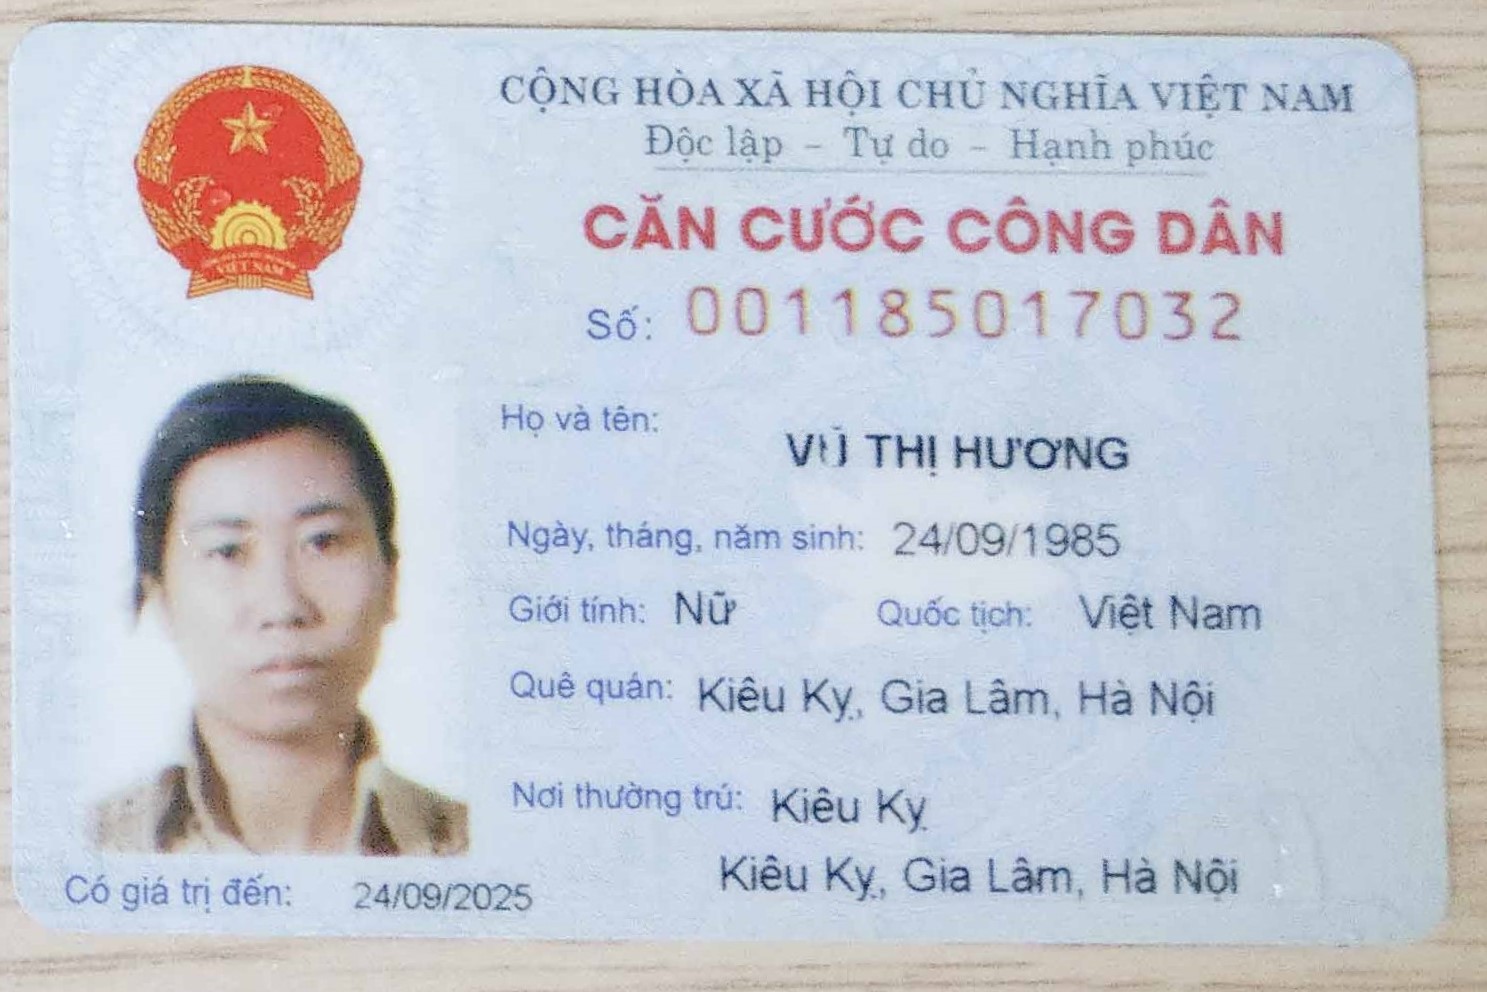 CỘNG HÒA XÃ HỘI CHỦ NGHĨA VIỆT NAM
Độc lập - Tự do - Hạnh phúc
CĂN CƯỚC CÔNG DÂN
Số: 001185017032
Họ và tên:
VŨ THỊ HƯƠNG
Ngày, tháng, năm sinh: 24/09/1985
Giới tính: Nữ Quốc tịch: Việt Nam
Quê quán: Kiêu Kỵ, Gia Lâm, Hà Nội
Nơi thường trú: Kiêu Kỵ
Kiêu Kỵ, Gia Lâm, Hà Nội
Có giá trị đến: 24/09/2025
VIỆT NAM